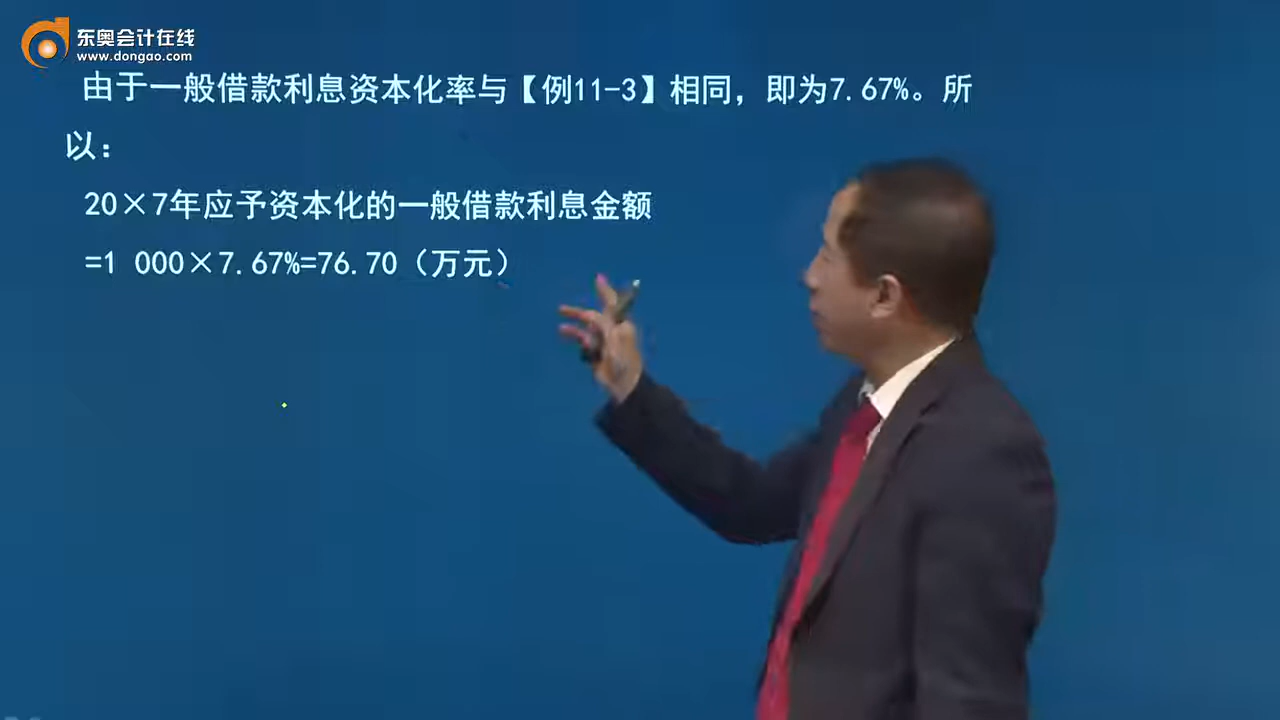 东奥会计在线
www.dongao.com
由于一般借款利息资本化率与【例11-3】相同，即为7.67%。所
以：
20×7年应予资本化的一般借款利息金额
=1 000×7.67%=76.70（万元）